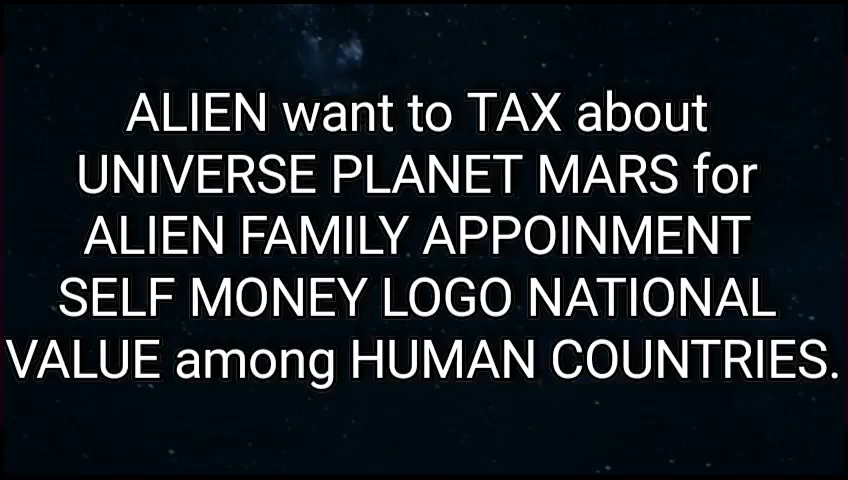 ALIEN want to TAX about
UNIVERSE PLANET MARS for
ALIEN FAMILY APPOINMENT
SELF MONEY LOGO NATIONAL
VALUE among HUMAN COUNTRIES.